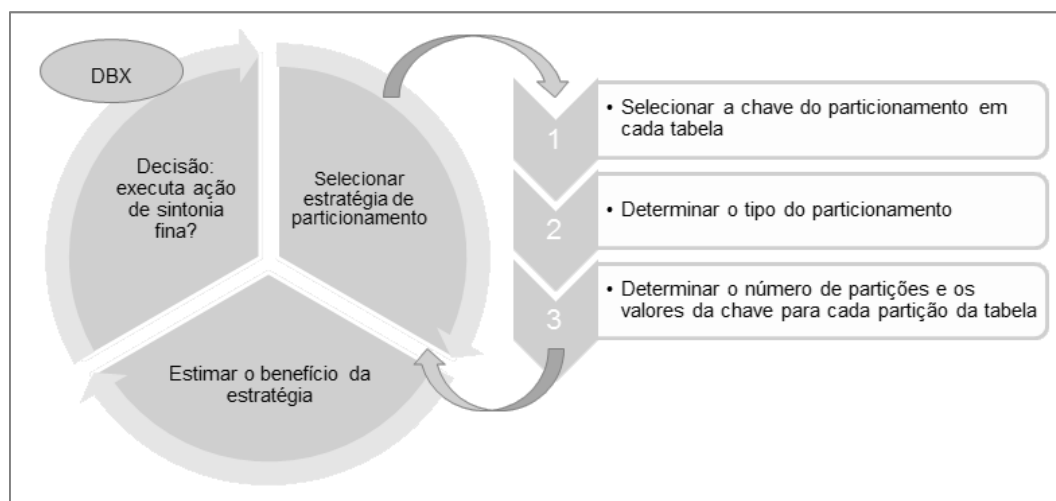 DBX
Decisão:
executa ação
de sintonia
fina?
Selecionar
estratégia de
particionamento
Estimar o benefício da
estratégia
1
• Selecionar a chave do particionamento em
cada tabela
2
• Determinar o tipo do particionamento
3
• Determinar o número de partições e os
valores da chave para cada partição da tabela